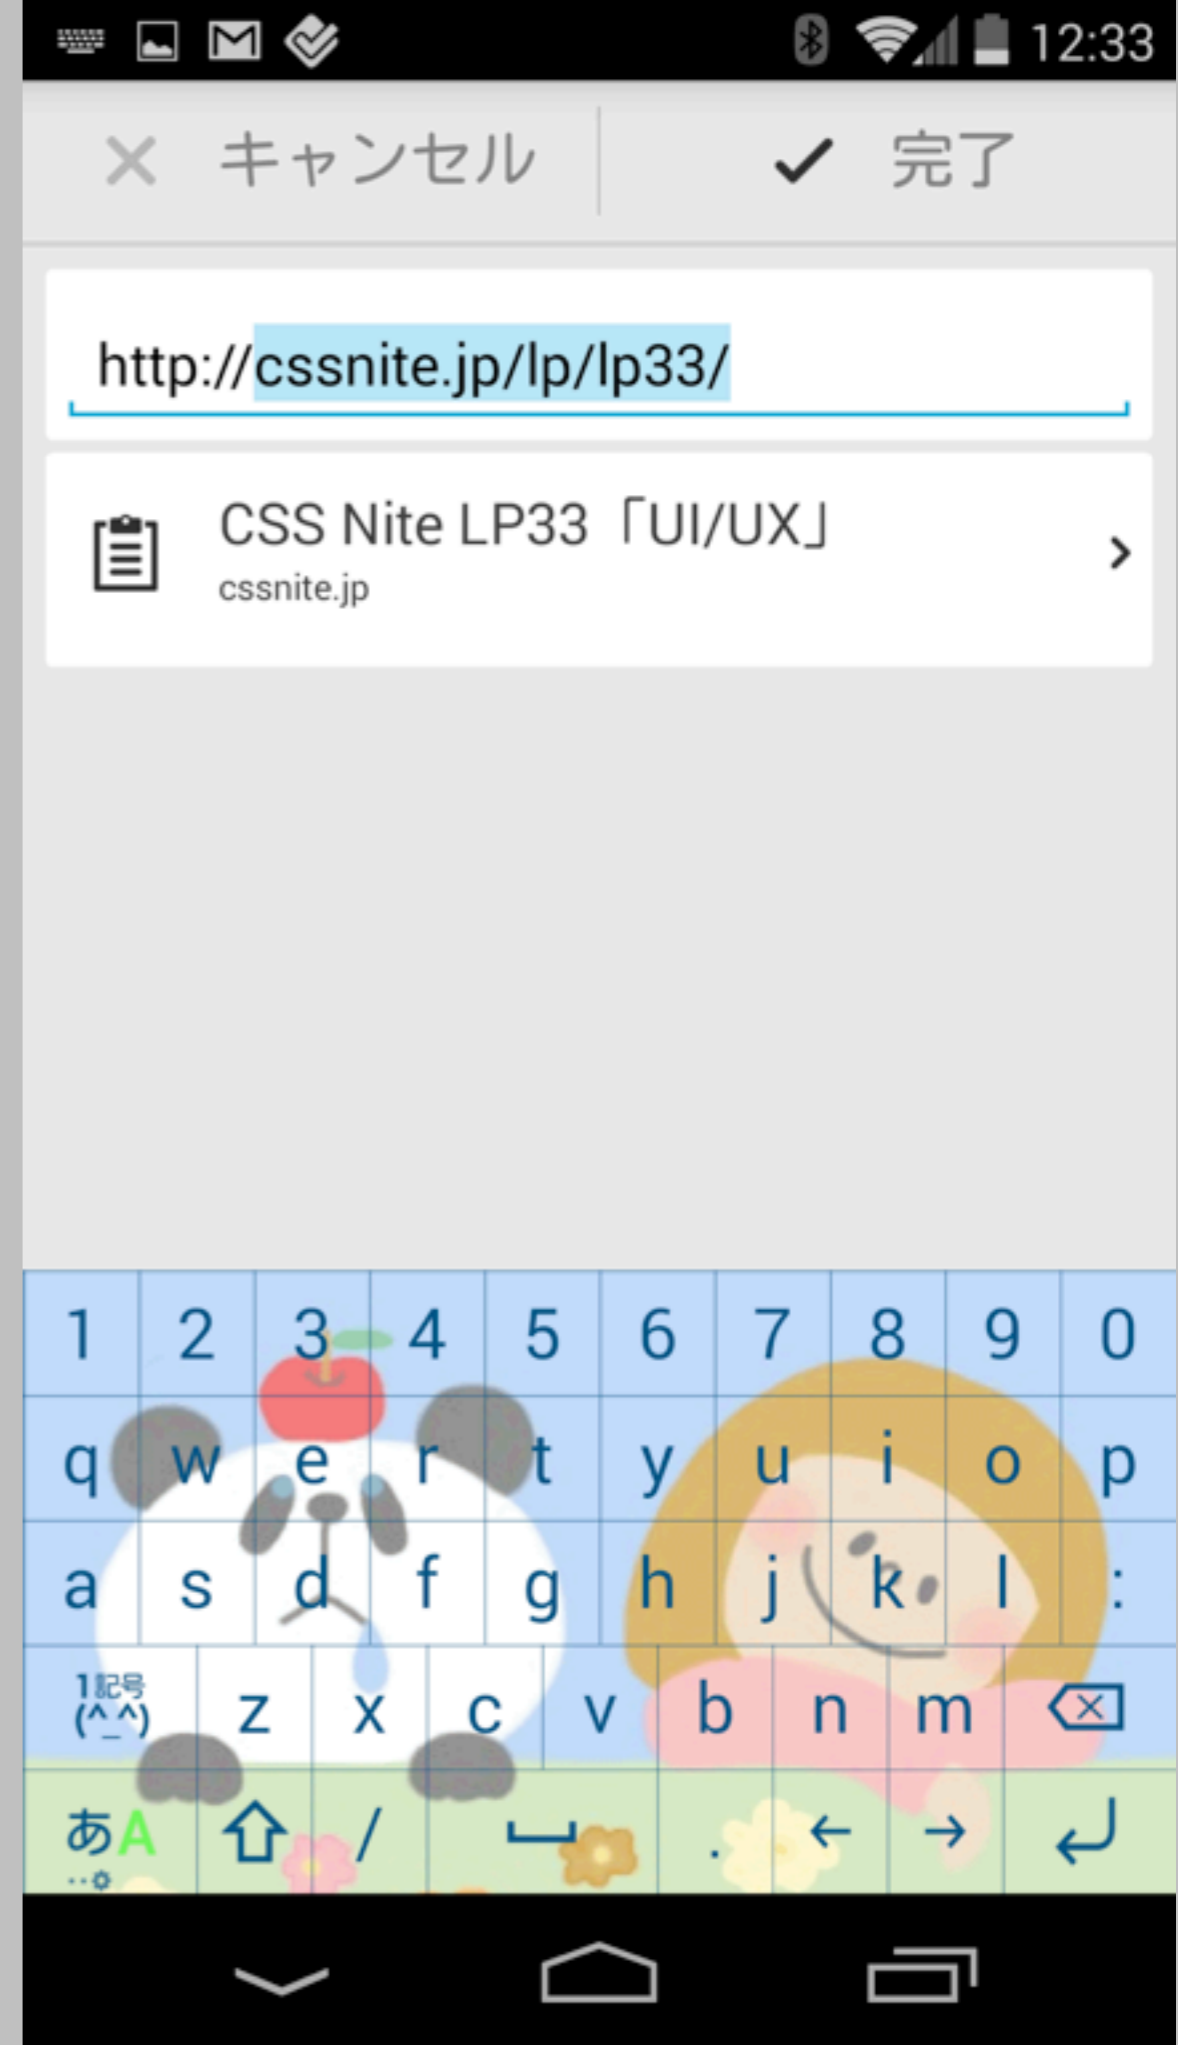 12:33
キャンセル 完了
http://cssnite.jp/lp/lp33/
CSS Nite LP33「UI/UX」
cssnite.jp
1 2 3 4 5 6 7 8 9 0
q w e r t y u i o p
a s d f g h j k l :
1記号
(^_^) z x c v b n m
あA / .